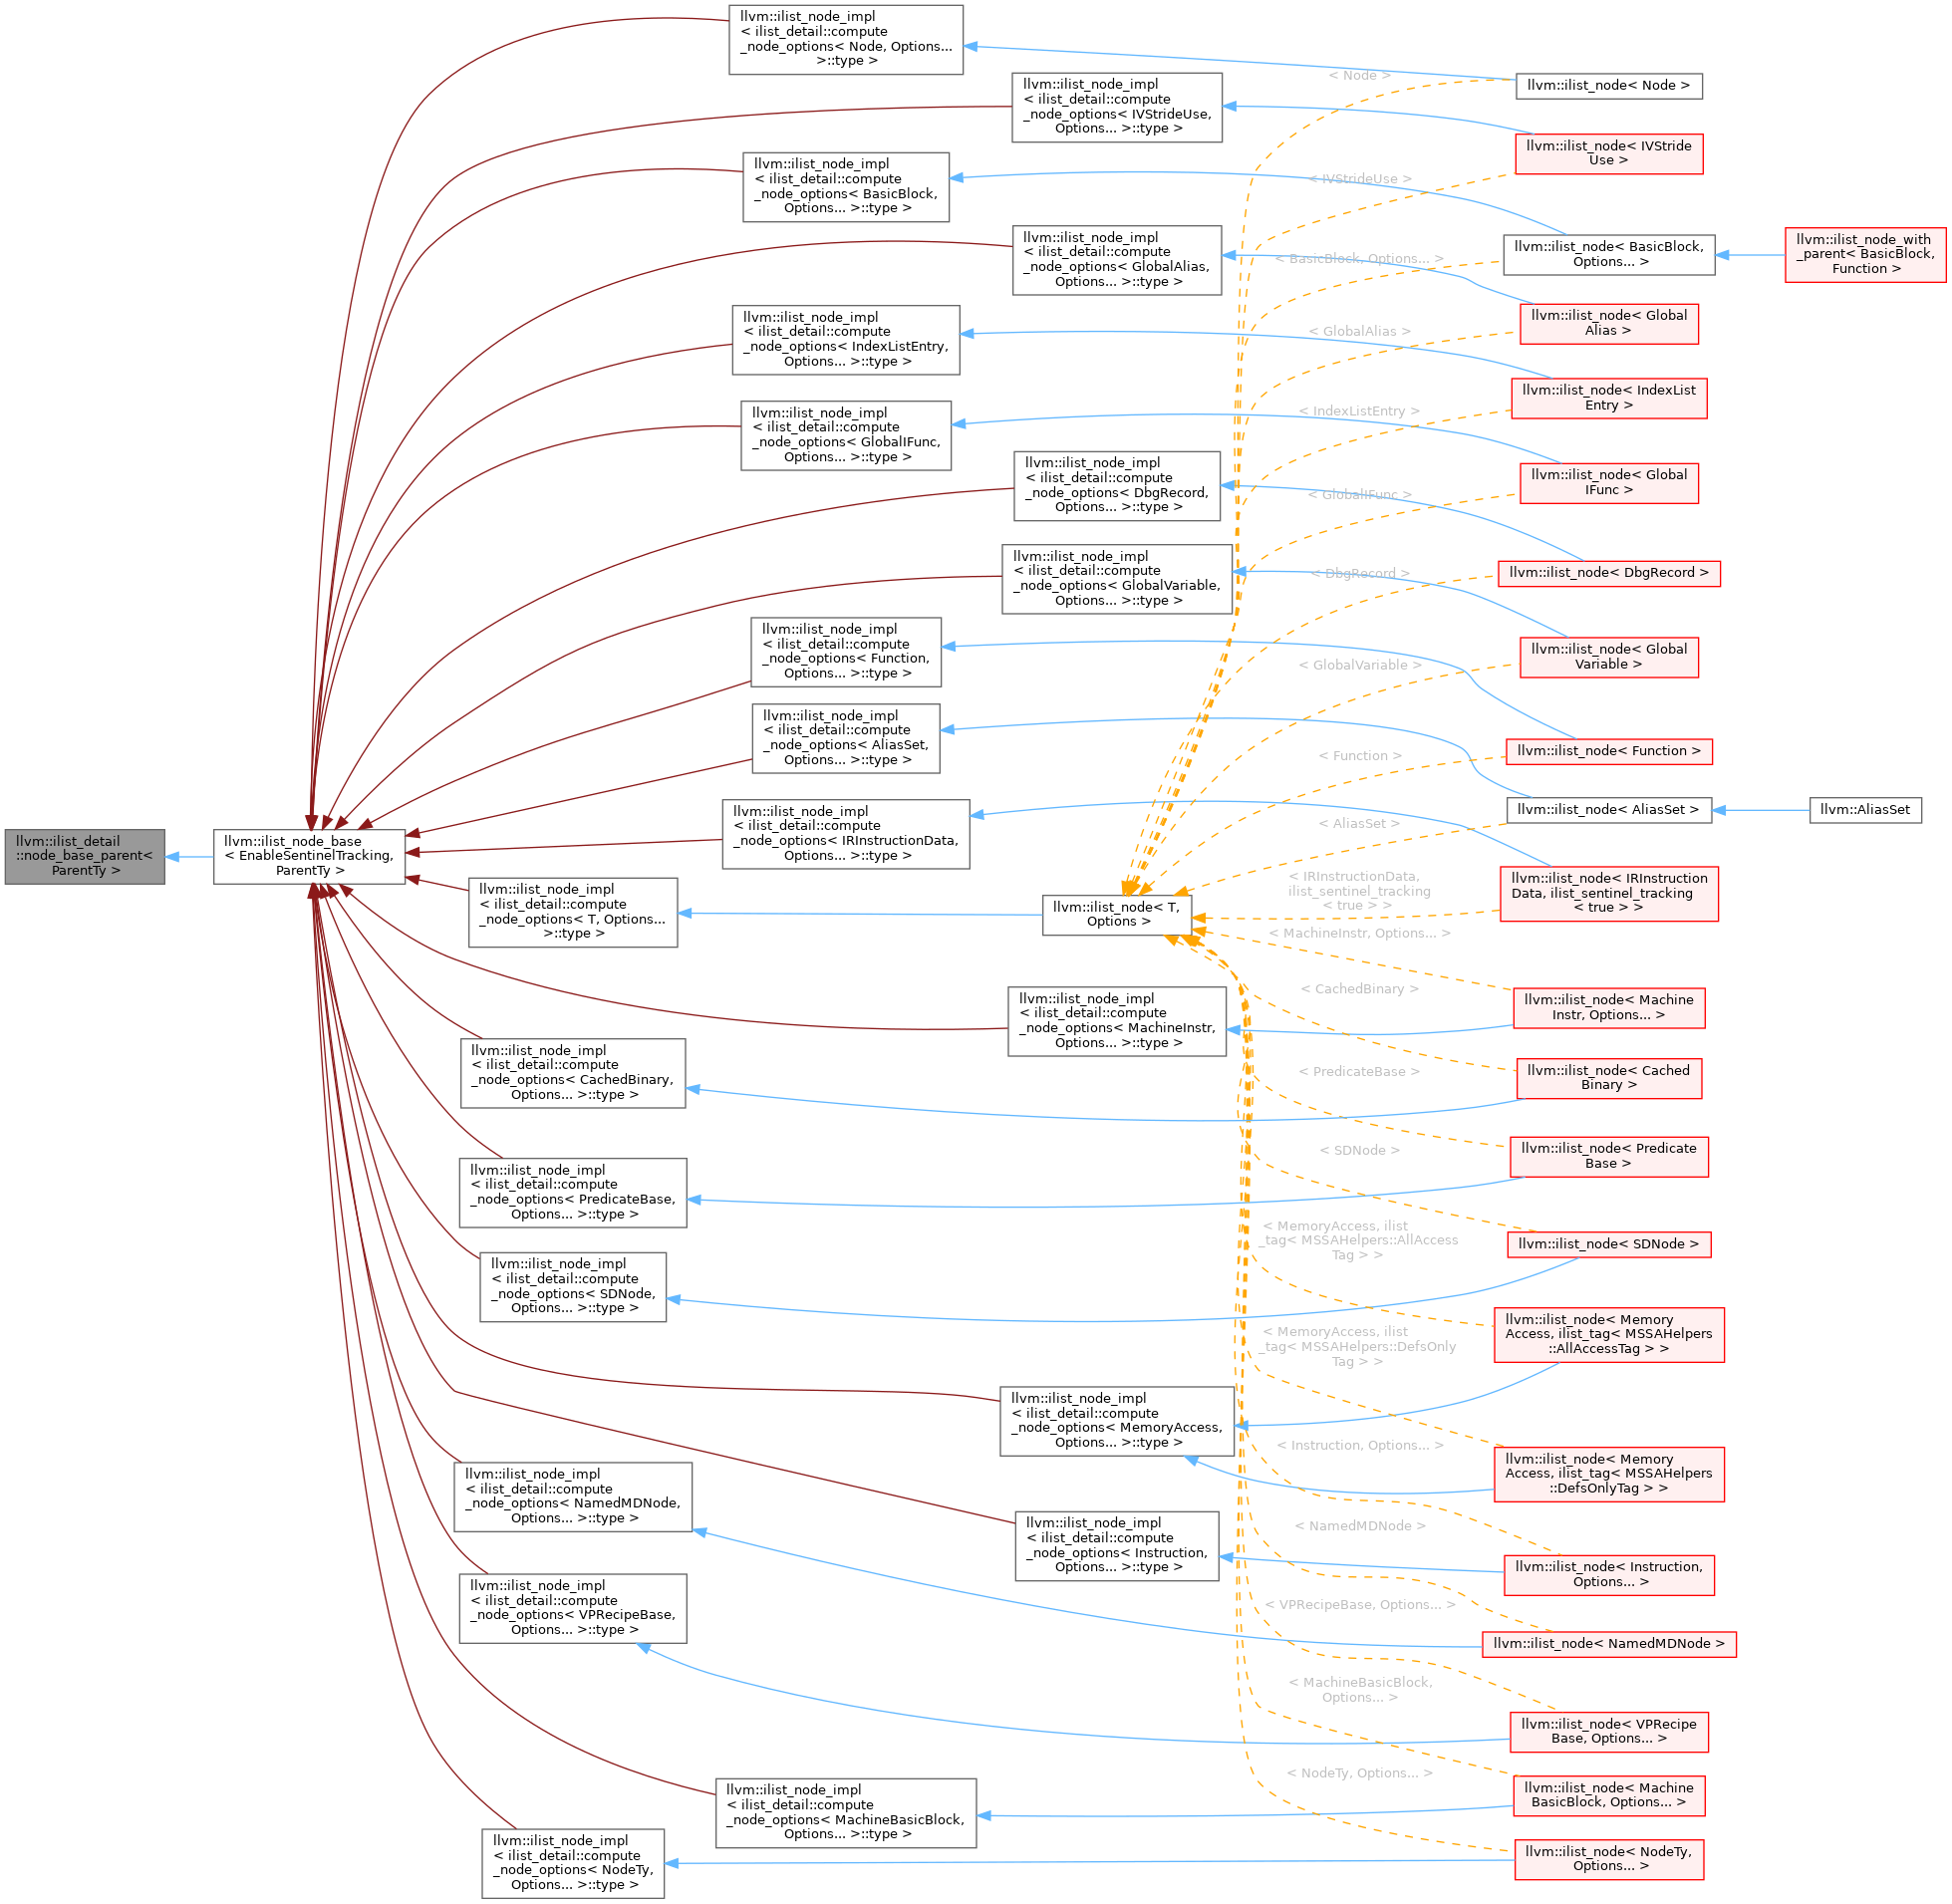 llvm::ilist_detail
::node_base_parent<
ParentTy >
llvm::ilist_node_base
< EnableSentinelTracking,
ParentTy >
llvm::ilist_node_impl
< ilist_detail::compute
_node_options< Node, Options...
>::type >
llvm::ilist_node_impl
< ilist_detail::compute
_node_options< IVStrideUse,
Options... >::type >
llvm::ilist_node_impl
< ilist_detail::compute
_node_options< BasicBlock,
Options... >::type >
llvm::ilist_node_impl
< ilist_detail::compute
_node_options< GlobalAlias,
Options... >::type >
llvm::ilist_node_impl
< ilist_detail::compute
_node_options< IndexListEntry,
Options... >::type >
llvm::ilist_node_impl
< ilist_detail::compute
_node_options< GlobalIFunc,
Options... >::type >
llvm::ilist_node_impl
< ilist_detail::compute
_node_options< DbgRecord,
Options... >::type >
llvm::ilist_node_impl
< ilist_detail::compute
_node_options< GlobalVariable,
Options... >::type >
llvm::ilist_node_impl
< ilist_detail::compute
_node_options< Function,
Options... >::type >
llvm::ilist_node_impl
< ilist_detail::compute
_node_options< AliasSet,
Options... >::type >
llvm::ilist_node_impl
< ilist_detail::compute
_node_options< IRInstructionData,
Options... >::type >
llvm::ilist_node_impl
< ilist_detail::compute
_node_options< T, Options...
>::type >
llvm::ilist_node_impl
< ilist_detail::compute
_node_options< MachineInstr,
Options... >::type >
llvm::ilist_node_impl
< ilist_detail::compute
_node_options< CachedBinary,
Options... >::type >
llvm::ilist_node_impl
< ilist_detail::compute
_node_options< PredicateBase,
Options... >::type >
llvm::ilist_node_impl
< ilist_detail::compute
_node_options< SDNode,
Options... >::type >
llvm::ilist_node_impl
< ilist_detail::compute
_node_options< MemoryAccess,
Options... >::type >
llvm::ilist_node_impl
< ilist_detail::compute
_node_options< NamedMDNode,
Options... >::type >
llvm::ilist_node_impl
< ilist_detail::compute
_node_options< Instruction,
Options... >::type >
llvm::ilist_node_impl
< ilist_detail::compute
_node_options< VPRecipeBase,
Options... >::type >
llvm::ilist_node_impl
< ilist_detail::compute
_node_options< MachineBasicBlock,
Options... >::type >
llvm::ilist_node_impl
< ilist_detail::compute
_node_options< NodeTy,
Options... >::type >
llvm::ilist_node< T,
Options >
< Node >
< IVStrideUse >
< BasicBlock, Options... >
< GlobalAlias >
< IndexListEntry >
< GlobalIFunc >
< DbgRecord >
< GlobalVariable >
< Function >
< AliasSet >
< IRInstructionData,
ilist_sentinel_tracking
< true > >
< MachineInstr, Options... >
< CachedBinary >
< PredicateBase >
< SDNode >
< MemoryAccess, ilist
_tag< MSSAHelpers::AllAccess
Tag > >
< MemoryAccess, ilist
_tag< MSSAHelpers::DefsOnly
Tag > >
< Instruction, Options... >
< NamedMDNode >
< VPRecipeBase, Options... >
< MachineBasicBlock,
Options... >
< NodeTy, Options... >
llvm::ilist_node< Node >
llvm::ilist_node< IVStride
Use >
llvm::ilist_node< BasicBlock,
Options... >
llvm::ilist_node_with
_parent< BasicBlock,
Function >
llvm::ilist_node< Global
Alias >
llvm::ilist_node< IndexList
Entry >
llvm::ilist_node< Global
IFunc >
llvm::ilist_node< DbgRecord >
llvm::ilist_node< Global
Variable >
llvm::ilist_node< Function >
llvm::ilist_node< AliasSet >
llvm::AliasSet
llvm::ilist_node< IRInstruction
Data, ilist_sentinel_tracking
< true > >
llvm::ilist_node< Machine
Instr, Options... >
llvm::ilist_node< Cached
Binary >
llvm::ilist_node< Predicate
Base >
llvm::ilist_node< SDNode >
llvm::ilist_node< Memory
Access, ilist_tag< MSSAHelpers
::AllAccessTag > >
llvm::ilist_node< Memory
Access, ilist_tag< MSSAHelpers
::DefsOnlyTag > >
llvm::ilist_node< Instruction,
Options... >
llvm::ilist_node< NamedMDNode >
llvm::ilist_node< VPRecipe
Base, Options... >
llvm::ilist_node< Machine
BasicBlock, Options... >
llvm::ilist_node< NodeTy,
Options... >